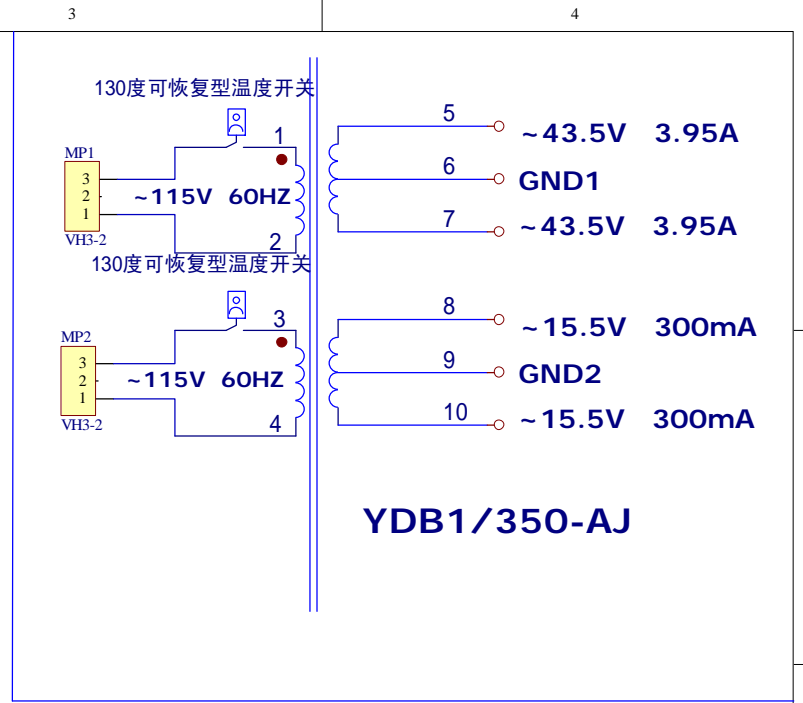 3
4
130度可恢复型温度开关
1
MP1
3
2
1
VH3-2
~115V 60HZ
2
5
~43.5V 3.95A
6
GND1
7
~43.5V 3.95A
130度可恢复型温度开关
3
MP2
3
2
1
VH3-2
~115V 60HZ
4
8
~15.5V 300mA
9
GND2
10
~15.5V 300mA
YDB1/350-AJ